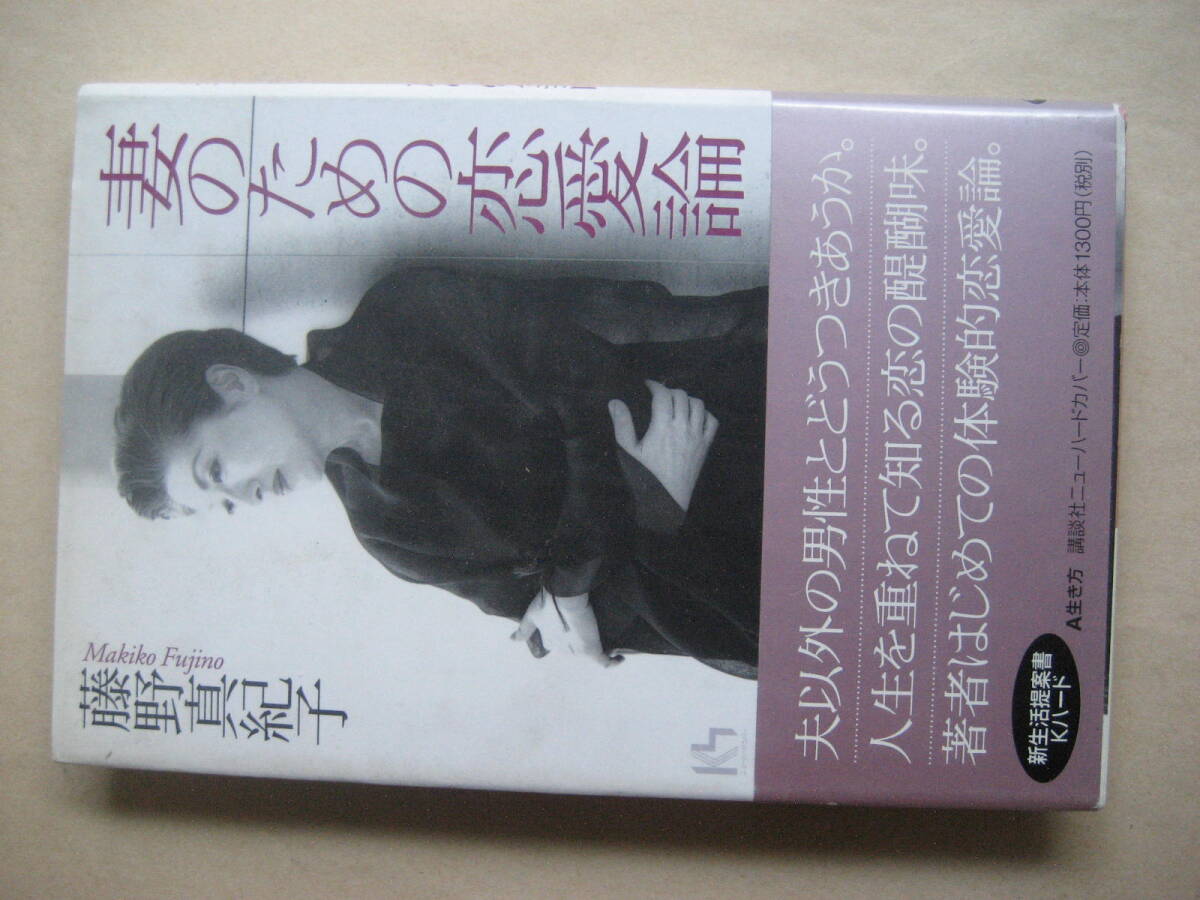 妻のための恋愛論
Makiko Fujino
藤野真紀子
夫以外の男性とどうつきあうか。
人生を重ねて知る恋の醍醐味。
著者はじめての体験的恋愛論。
新生活提案書
Kハード
A生き方 講談社ニューハードカバー◎定価:本体1300円(税別)